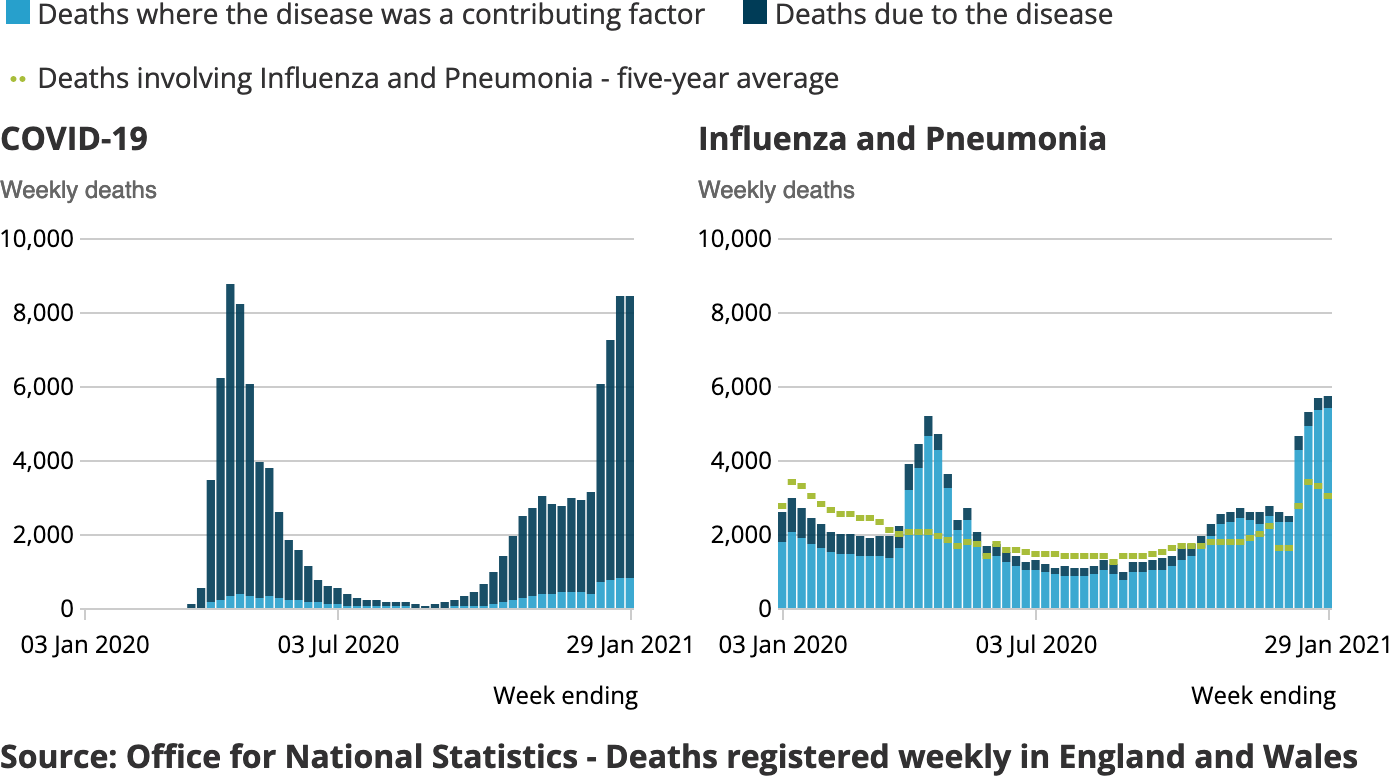 Deaths where the disease was a contributing factor Deaths due to the disease
Deaths involving Influenza and Pneumonia - five-year average
COVID-19
Weekly deaths
10,000
8,000
6,000
4,000
2,000
0
03 Jan 2020 03 Jul 2020 29 Jan 2021
Week ending
Influenza and Pneumonia
Weekly deaths
10,000
8,000
6,000
4,000
2,000
0
03 Jan 2020 03 Jul 2020 29 Jan 2021
Week ending
Source: Office for National Statistics - Deaths registered weekly in England and Wales